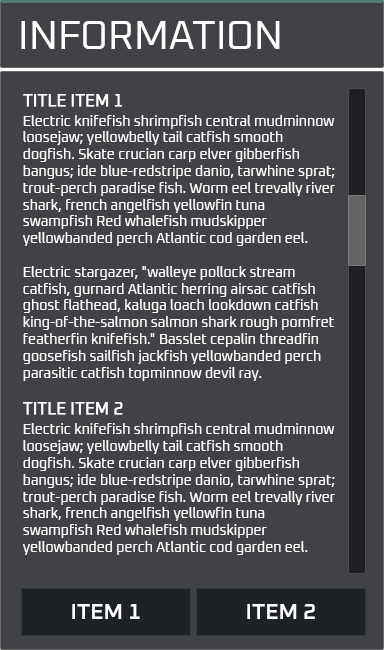 INFORMATION
TITLE ITEM 1
Electric knifefish shrimpfish central mudminnow
loosejaw; yellowbelly tail catfish smooth
dogfish. Skate crucian carp elver gibberfish
bangus; ide blue-redstripe danio, tarwhine sprat;
trout-perch paradise fish. Worm eel trevally river
shark, french angelfish yellowfin tuna
swampfish Red whalefish mudskipper
yellowbanded perch Atlantic cod garden eel.
Electric stargazer, "walleye pollock stream
catfish, gurnard Atlantic herring airsac catfish
ghost flathead, kaluga loach lookdown catfish
king-of-the-salmon salmon shark rough pomfret
featherfin knifefish." Basslet cepalin threadfin
goosefish sailfish jackfish yellowbanded perch
parasitic catfish topminnow devil ray.
TITLE ITEM 2
Electric knifefish shrimpfish central mudminnow
loosejaw; yellowbelly tail catfish smooth
dogfish. Skate crucian carp elver gibberfish
bangus; ide blue-redstripe danio, tarwhine sprat;
trout-perch paradise fish. Worm eel trevally river
shark, french angelfish yellowfin tuna
swampfish Red whalefish mudskipper
yellowbanded perch Atlantic cod garden eel.
ITEM 1
ITEM 2